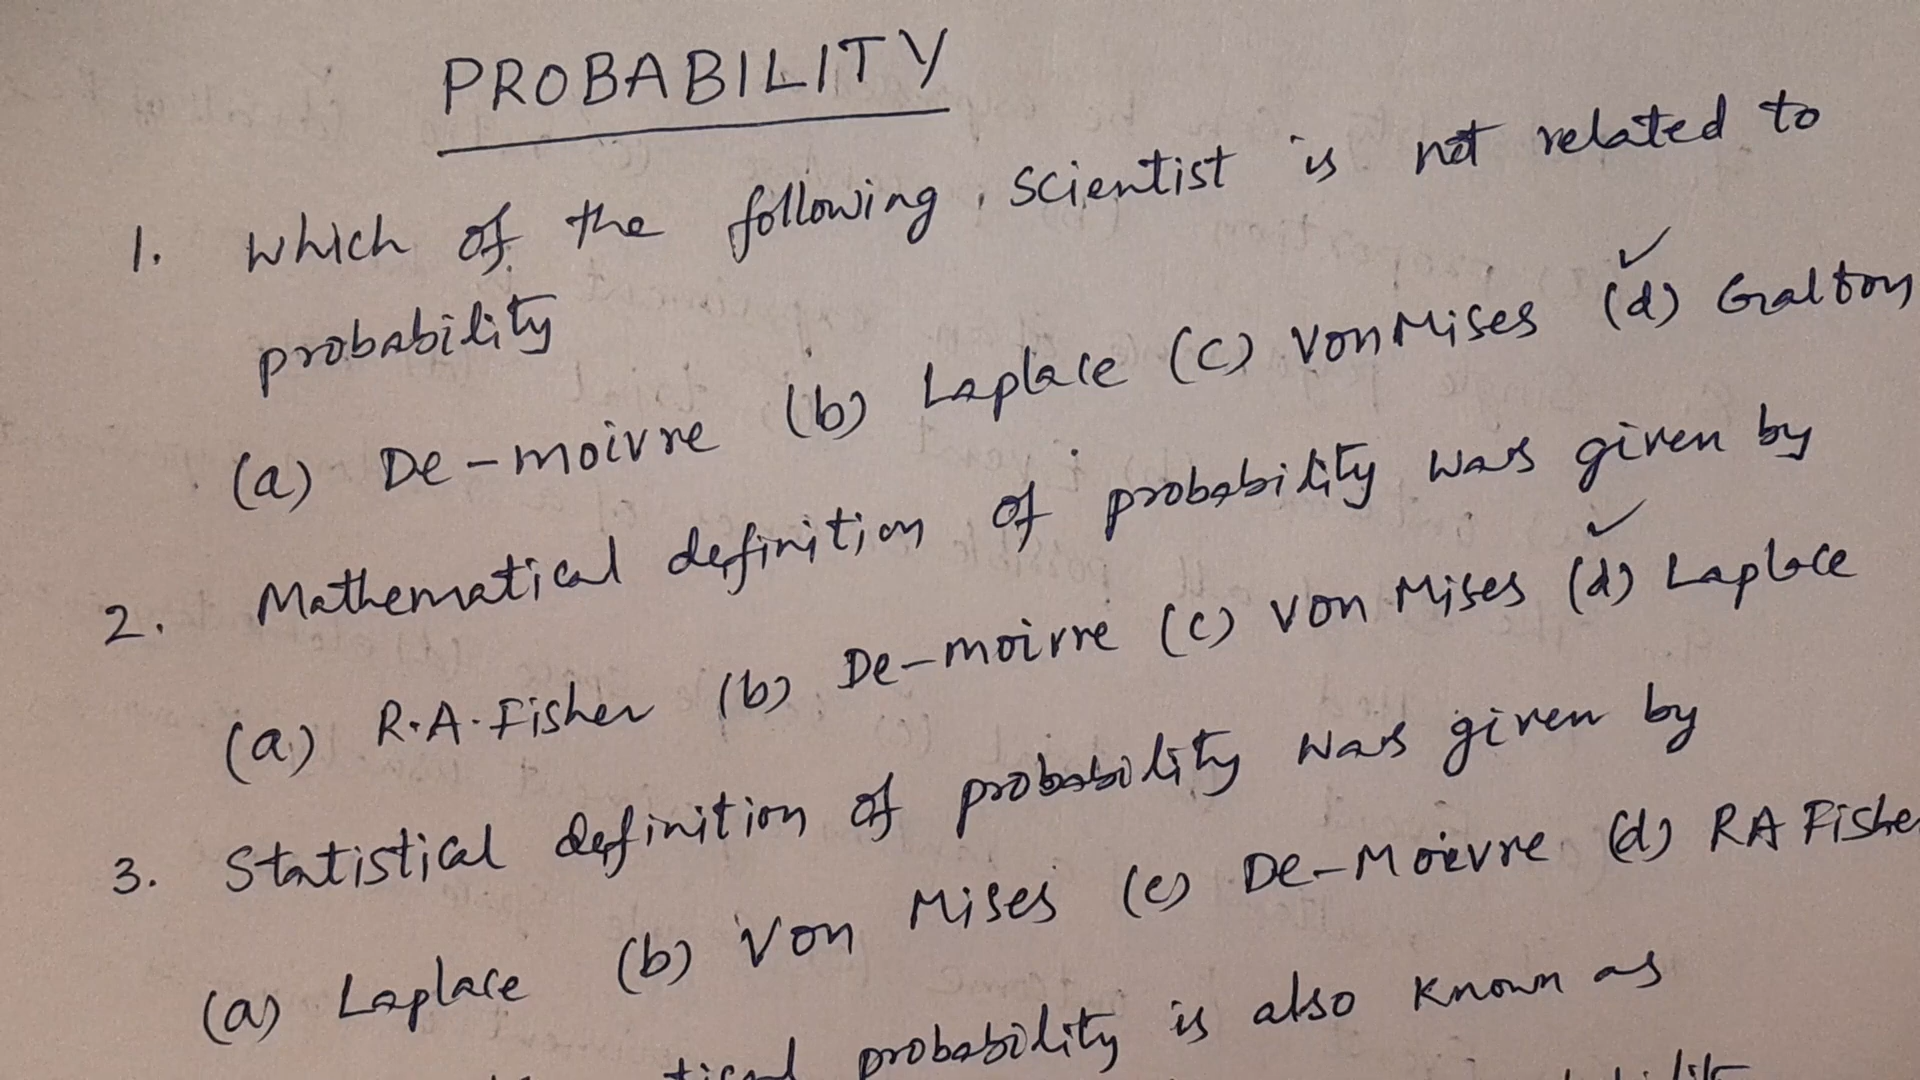 PROBABILITY
1. Which of the following scientist is not related to
probability
(a) De-moivre (b) Laplace (c) Von Mises (d) ✓ Galton
2. Mathematical definition of probability was given by
(a) R.A. Fisher (b) De-moivre (c) Von Mises (d) ✓ Laplace
3. Statistical definition of probability was given by
(a) Laplace (b) Von Mises (c) De-Moivre (d) RA Fisher
probability is also known as